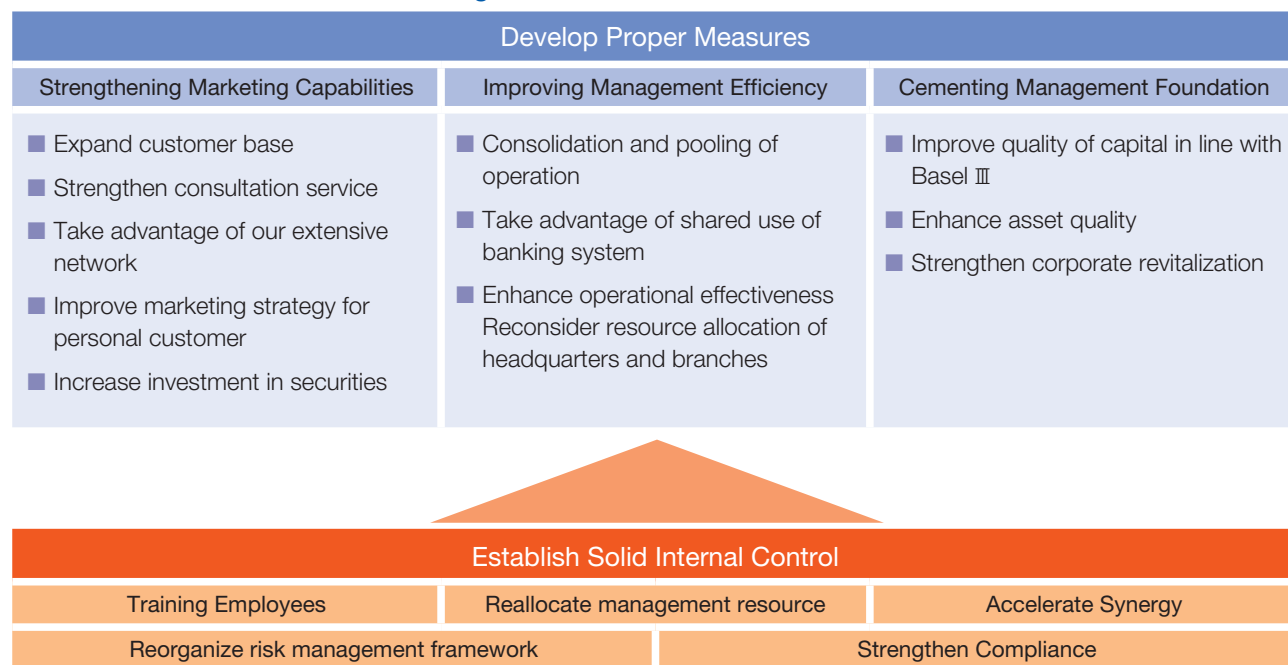 Develop Proper Measures
Strengthening Marketing Capabilities
Improving Management Efficiency
Cementing Management Foundation
■ Expand customer base
■ Strengthen consultation service
■ Take advantage of our extensive
network
■ Improve marketing strategy for
personal customer
■ Increase investment in securities
■ Consolidation and pooling of
operation
■ Take advantage of shared use of
banking system
■ Enhance operational effectiveness
Reconsider resource allocation of
headquarters and branches
■ Improve quality of capital in line with
Basel Ⅲ
■ Enhance asset quality
■ Strengthen corporate revitalization
Establish Solid Internal Control
Training Employees
Reallocate management resource
Accelerate Synergy
Reorganize risk management framework
Strengthen Compliance